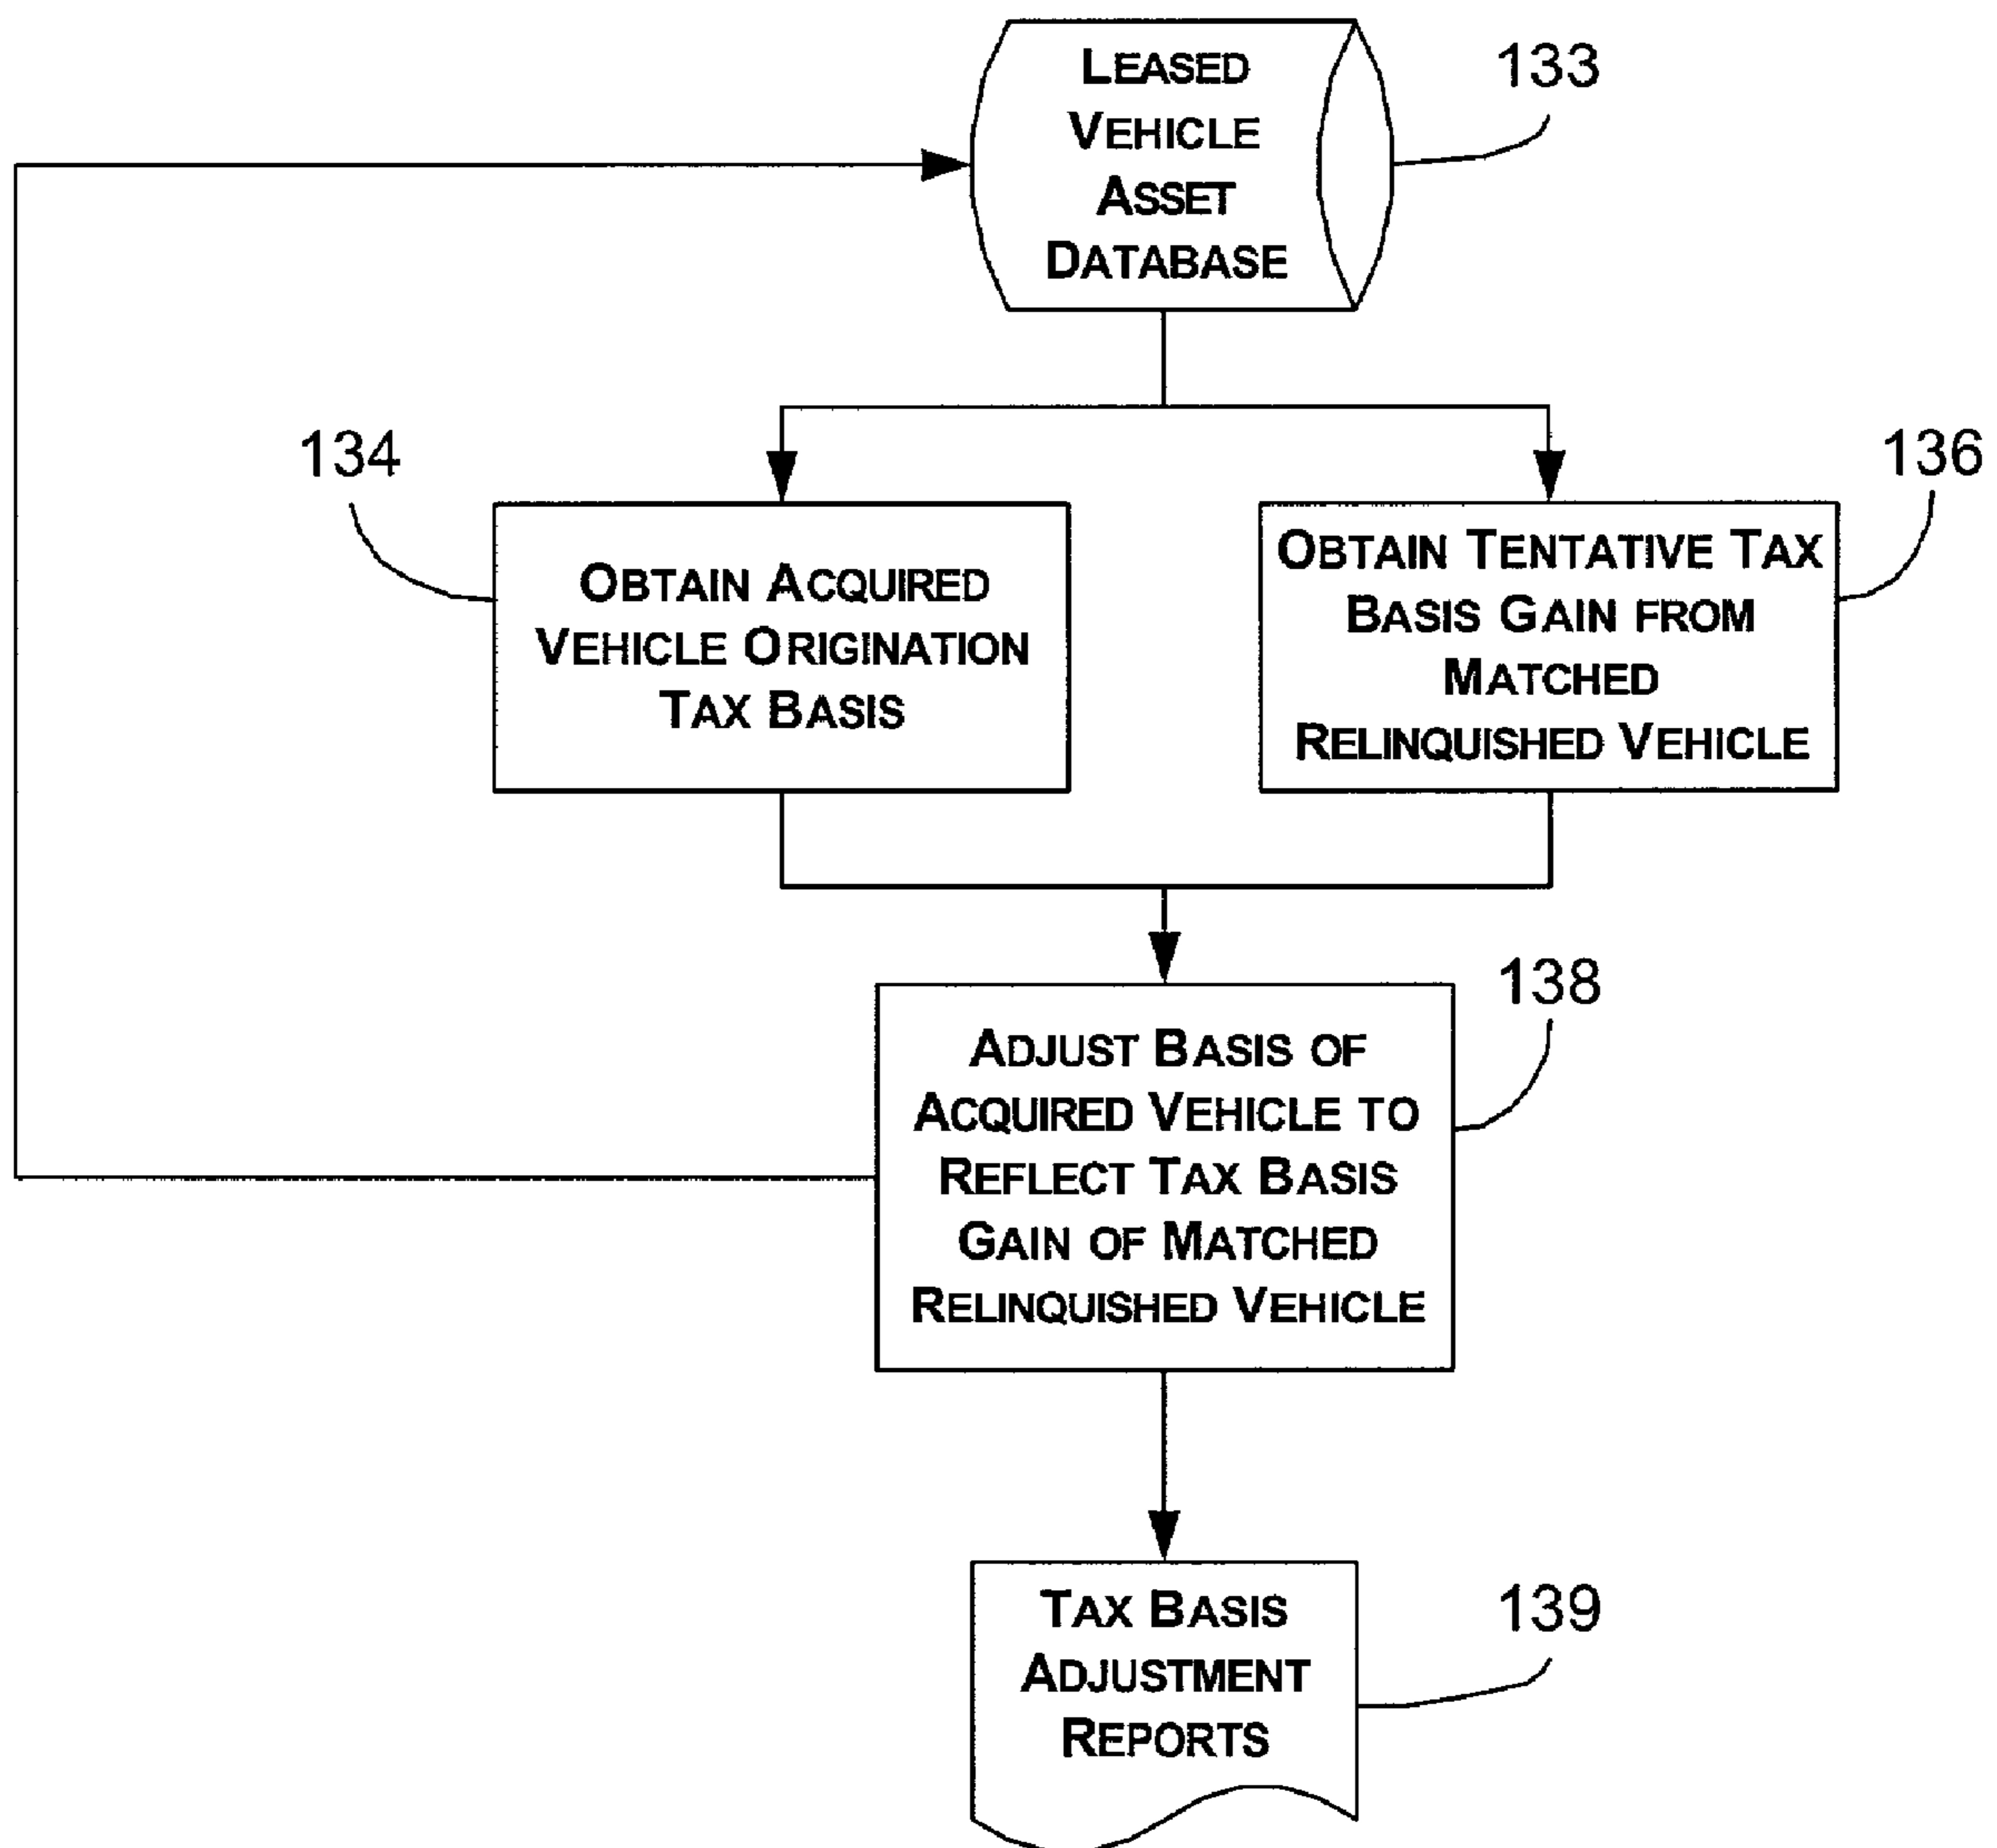 LEASED
VEHICLE
ASSET
DATABASE
133
134
136
OBTAIN ACQUIRED
VEHICLE ORIGINATION
TAX BASIS
OBTAIN TENTATIVE TAX
BASIS GAIN FROM
MATCHED
RELINQUISHED VEHICLE
138
ADJUST BASIS OF
ACQUIRED VEHICLE TO
REFLECT TAX BASIS
GAIN OF MATCHED
RELINQUISHED VEHICLE
TAX BASIS
ADJUSTMENT
REPORTS
139